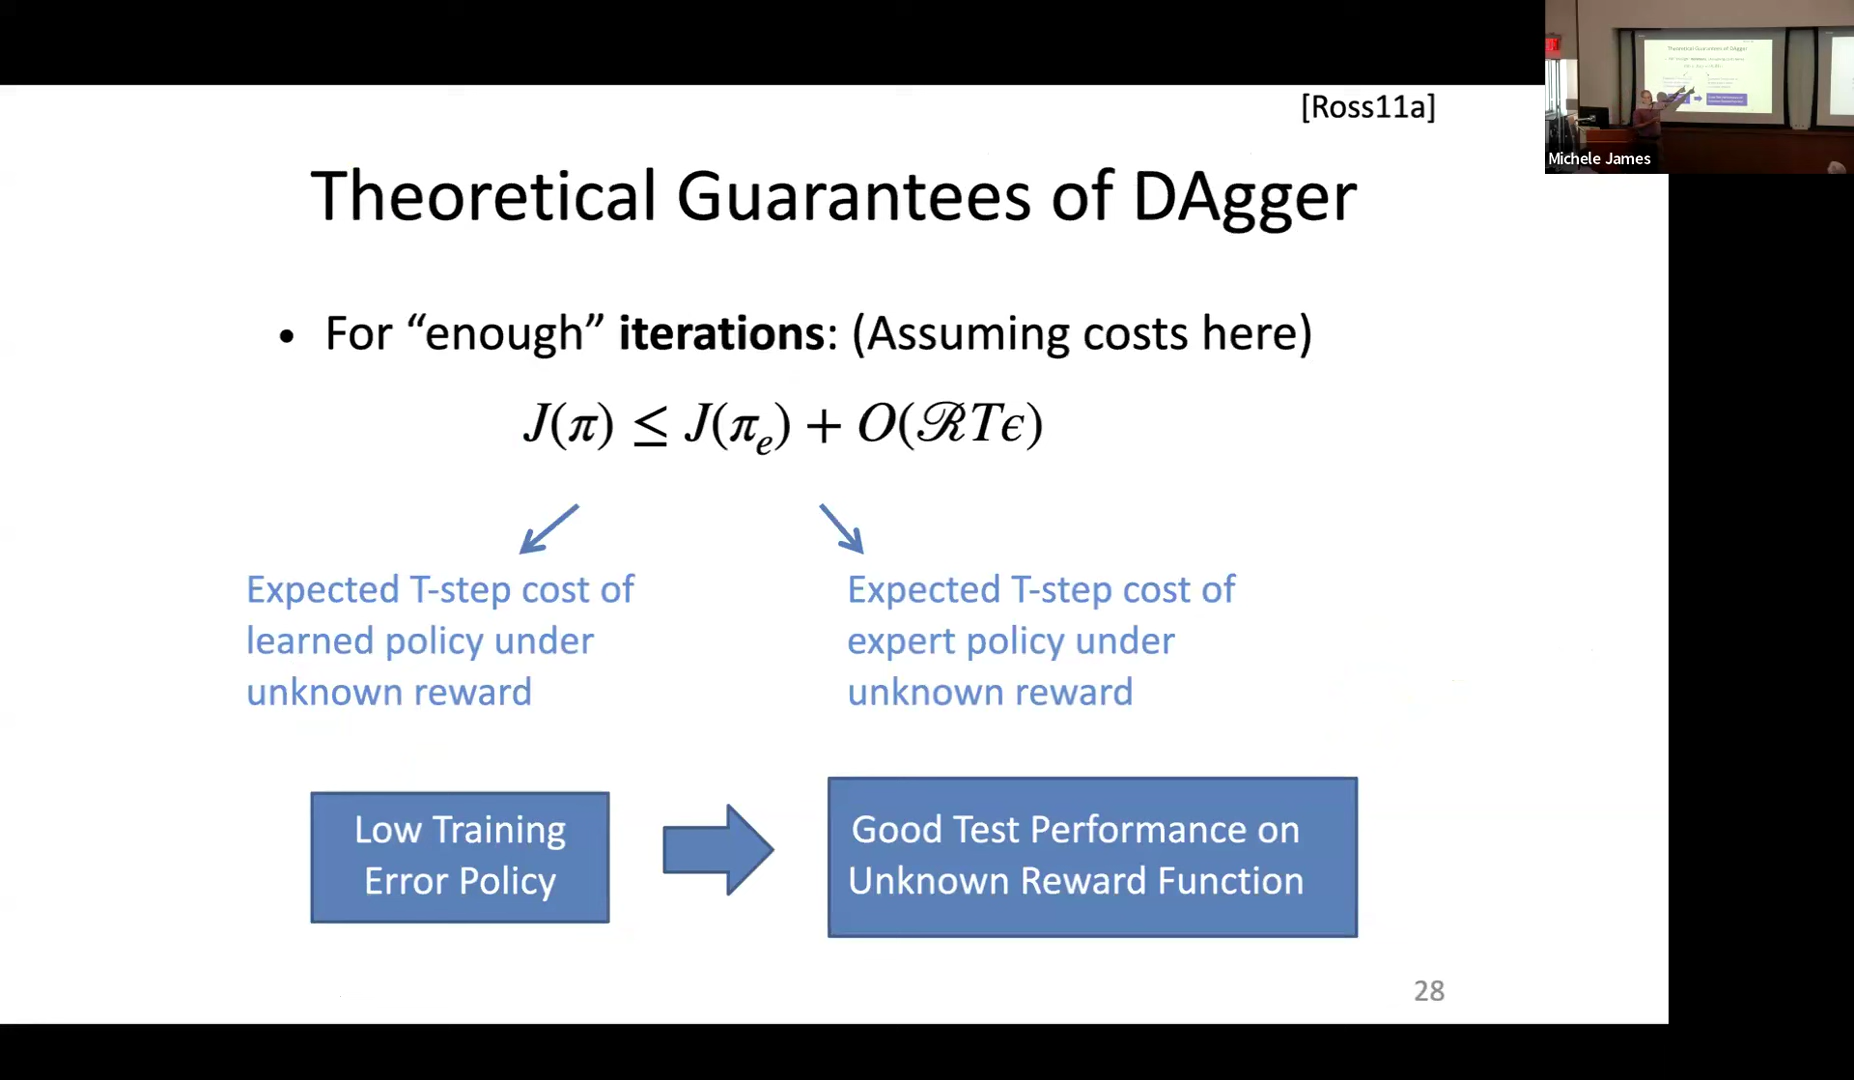 [Ross11a]
Michele James
Theoretical Guarantees of DAgger
• For “enough” iterations: (Assuming costs here)
J(π) ≤ J(πₑ) + O(ℛTϵ)
Expected T-step cost of
learned policy under
unknown reward
Expected T-step cost of
expert policy under
unknown reward
Low Training
Error Policy
Good Test Performance on
Unknown Reward Function
28